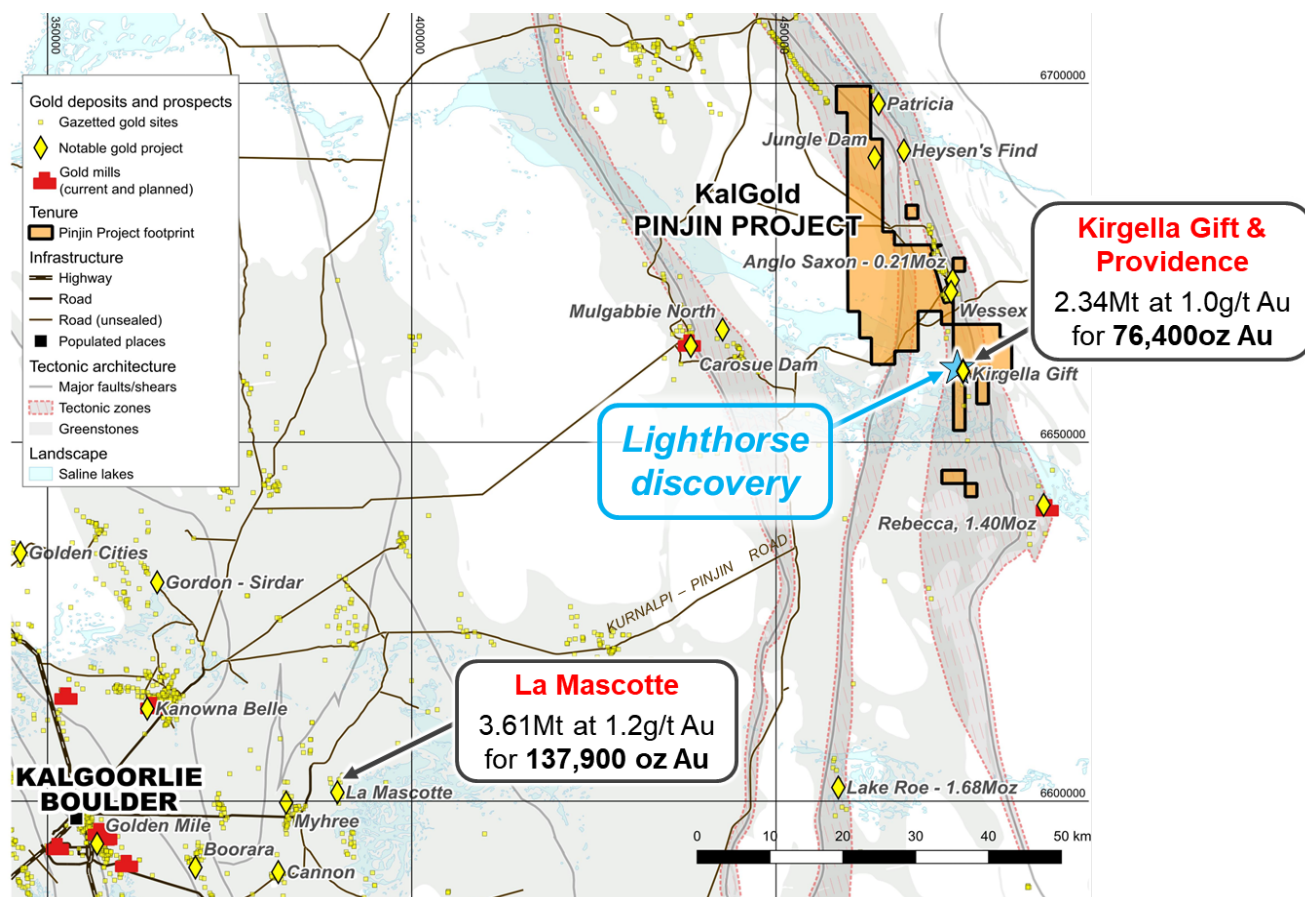 350000
400000
450000
6700000
Gold deposits and prospects
Gazetted gold sites
Notable gold project
Gold mills
(current and planned)
Tenure
Pinjin Project footprint
Infrastructure
Highway
Road
Road (unsealed)
Populated places
Tectonic architecture
Major faults/shears
Tectonic zones
Greenstones
Landscape
Saline lakes
Patricia
Jungle Dam
Heysen's Find
KalGold
PINJIN PROJECT
Anglo Saxon - 0.21Moz
Kirgella Gift &
Providence
2.34Mt at 1.0g/t Au
for 76,400oz Au
Mulgabbie North
Wessex
Carosue Dam
Kirgella Gift
Lighthorse
discovery
6650000
Rebecca, 1.40Moz
Golden Cities
Gordon - Sirdar
KURNALPI – PINJIN ROAD
La Mascotte
3.61Mt at 1.2g/t Au
for 137,900 oz Au
Kanowna Belle
KALGOORLIE
BOULDER
La Mascotte
Lake Roe - 1.68Moz
6600000
Myhree
Golden Mile
Boorara
Cannon
0 10 20 30 40 50 km